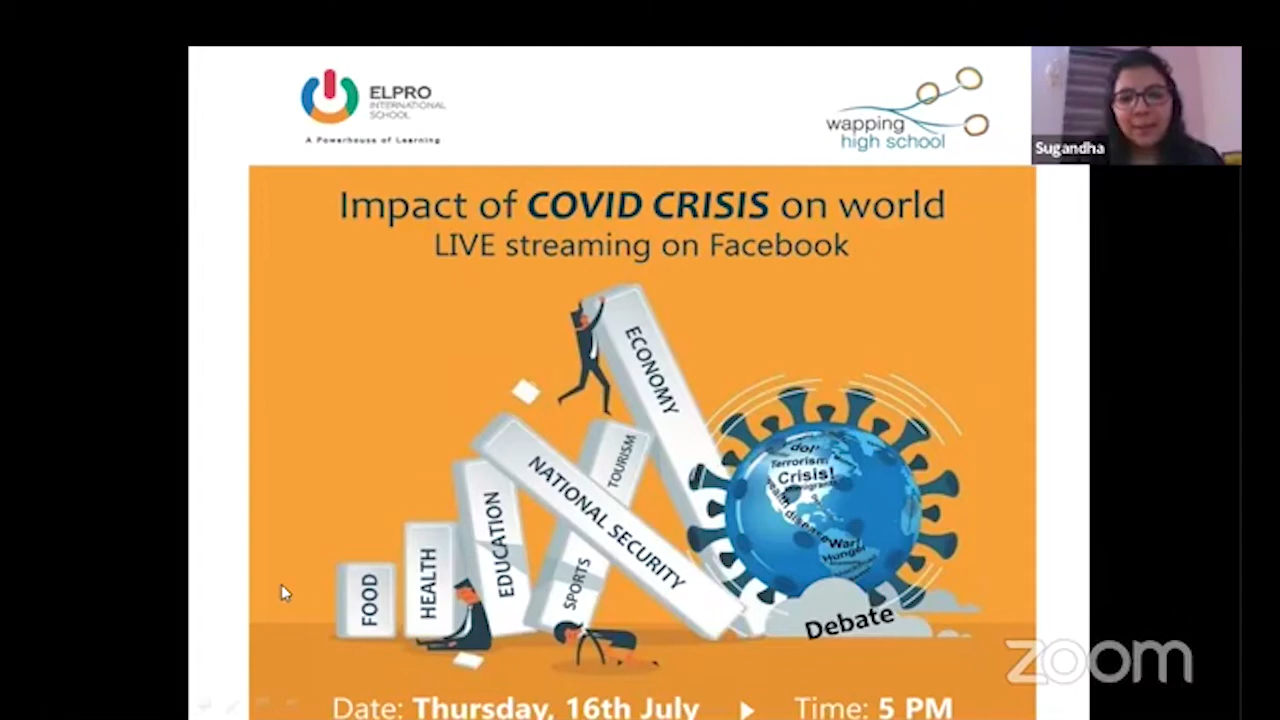 ELPRO
INTERNATIONAL
SCHOOL
A Powerhouse of Learning
wapping
high school
Sugandha
Impact of COVID CRISIS on world
LIVE streaming on Facebook
ECONOMY
TOURISM
NATIONAL SECURITY
EDUCATION
SPORTS
HEALTH
FOOD
Terrorism
Crisis!
disease
War!
Hunger
Debate
zoom
Date: Thursday, 16th July
Time: 5 PM